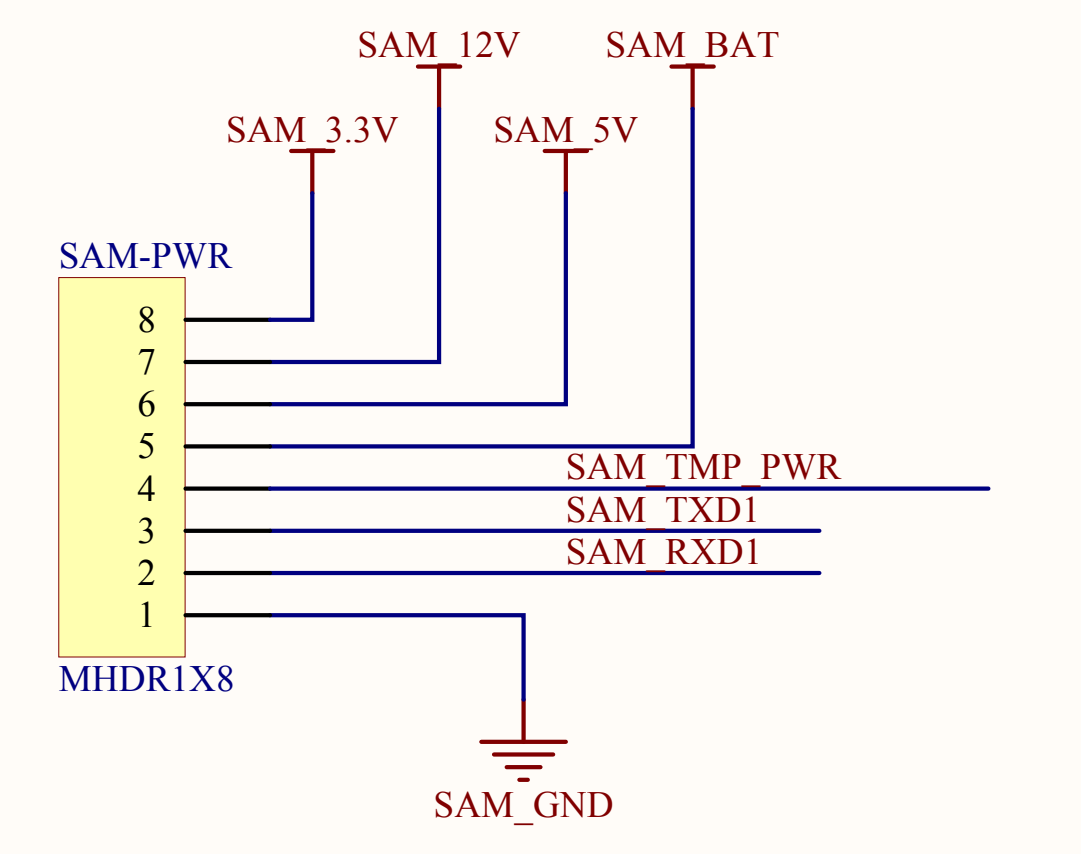 SAM_12V
SAM_BAT
SAM_3.3V
SAM_5V
SAM-PWR
8
7
6
5
SAM_TMP_PWR
4
SAM_TXD1
3
SAM_RXD1
2
1
MHDR1X8
SAM_GND